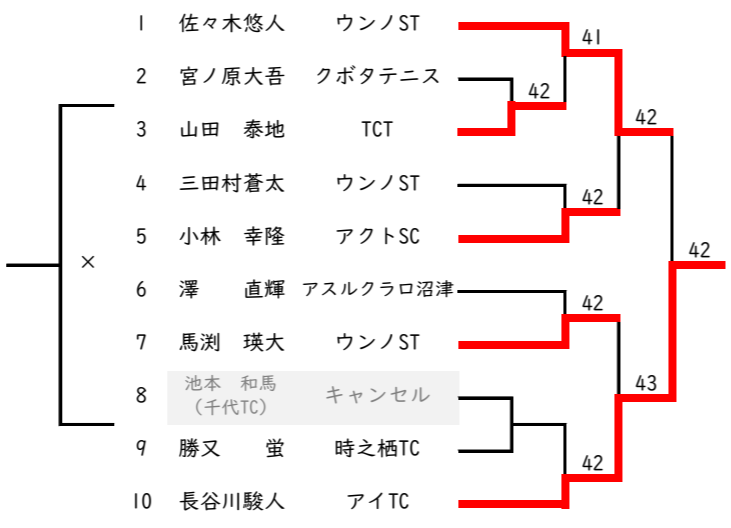 1 佐々木悠人 ウンノST
41
2 宮ノ原大吾 クボタテニス
42
42
3 山田 泰地 TCT
4 三田村蒼太 ウンノST
42
5 小林 幸隆 アクトSC
× 42
6 澤 直輝 アスルクラロ沼津
42
7 馬渕 瑛大 ウンノST
8 池本 和馬 キャンセル
(千代TC)
43
9 勝又 蛍 時之栖TC
42
10 長谷川駿人 アイTC